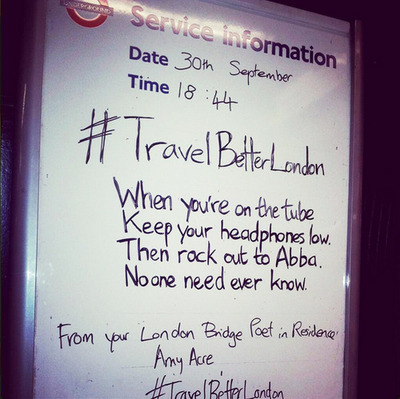 UNDERGROUND
Service information
Date 30th September
Time 18:44
#TravelBetterLondon
When you're on the tube
Keep your headphones low.
Then rock out to Abba.
No one need ever know.
From your London Bridge Poet in Residence
Amy Acre
#TravelBetterLondon